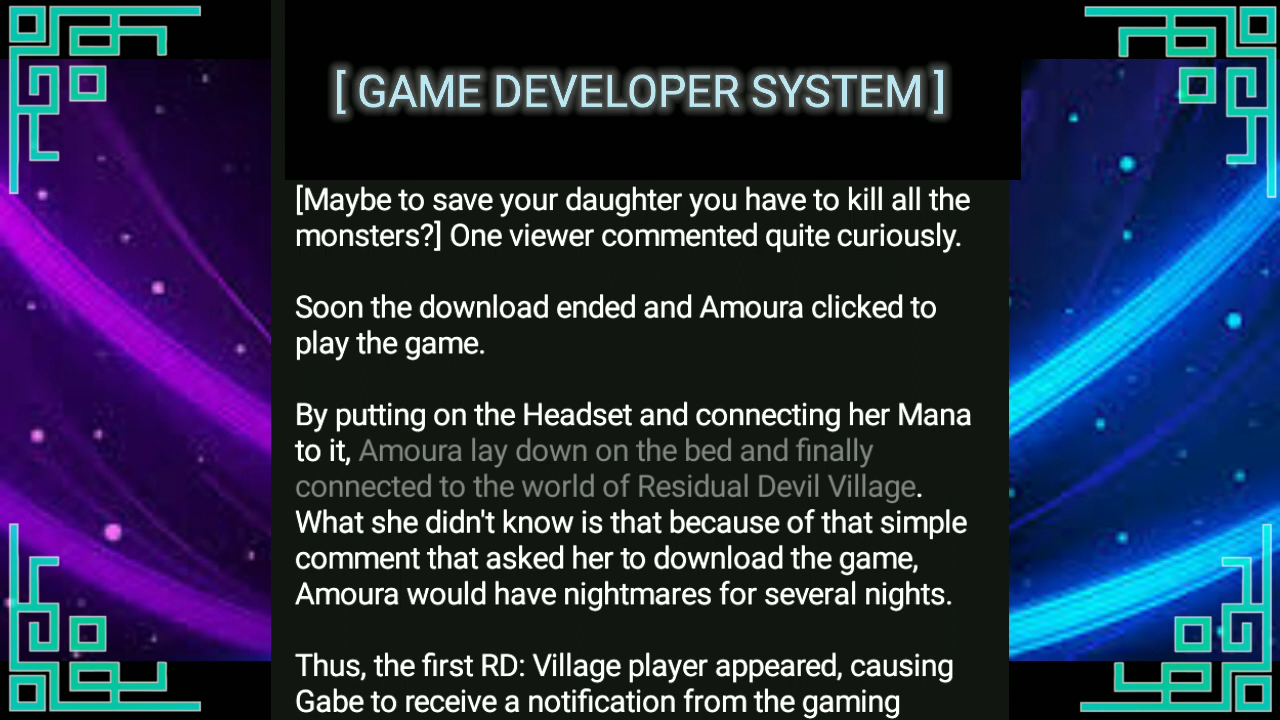 [ GAME DEVELOPER SYSTEM ]
[Maybe to save your daughter you have to kill all the
monsters?] One viewer commented quite curiously.
Soon the download ended and Amoura clicked to
play the game.
By putting on the Headset and connecting her Mana
to it, Amoura lay down on the bed and finally
connected to the world of Residual Devil Village.
What she didn't know is that because of that simple
comment that asked her to download the game,
Amoura would have nightmares for several nights.
Thus, the first RD: Village player appeared, causing
Gabe to receive a notification from the gaming